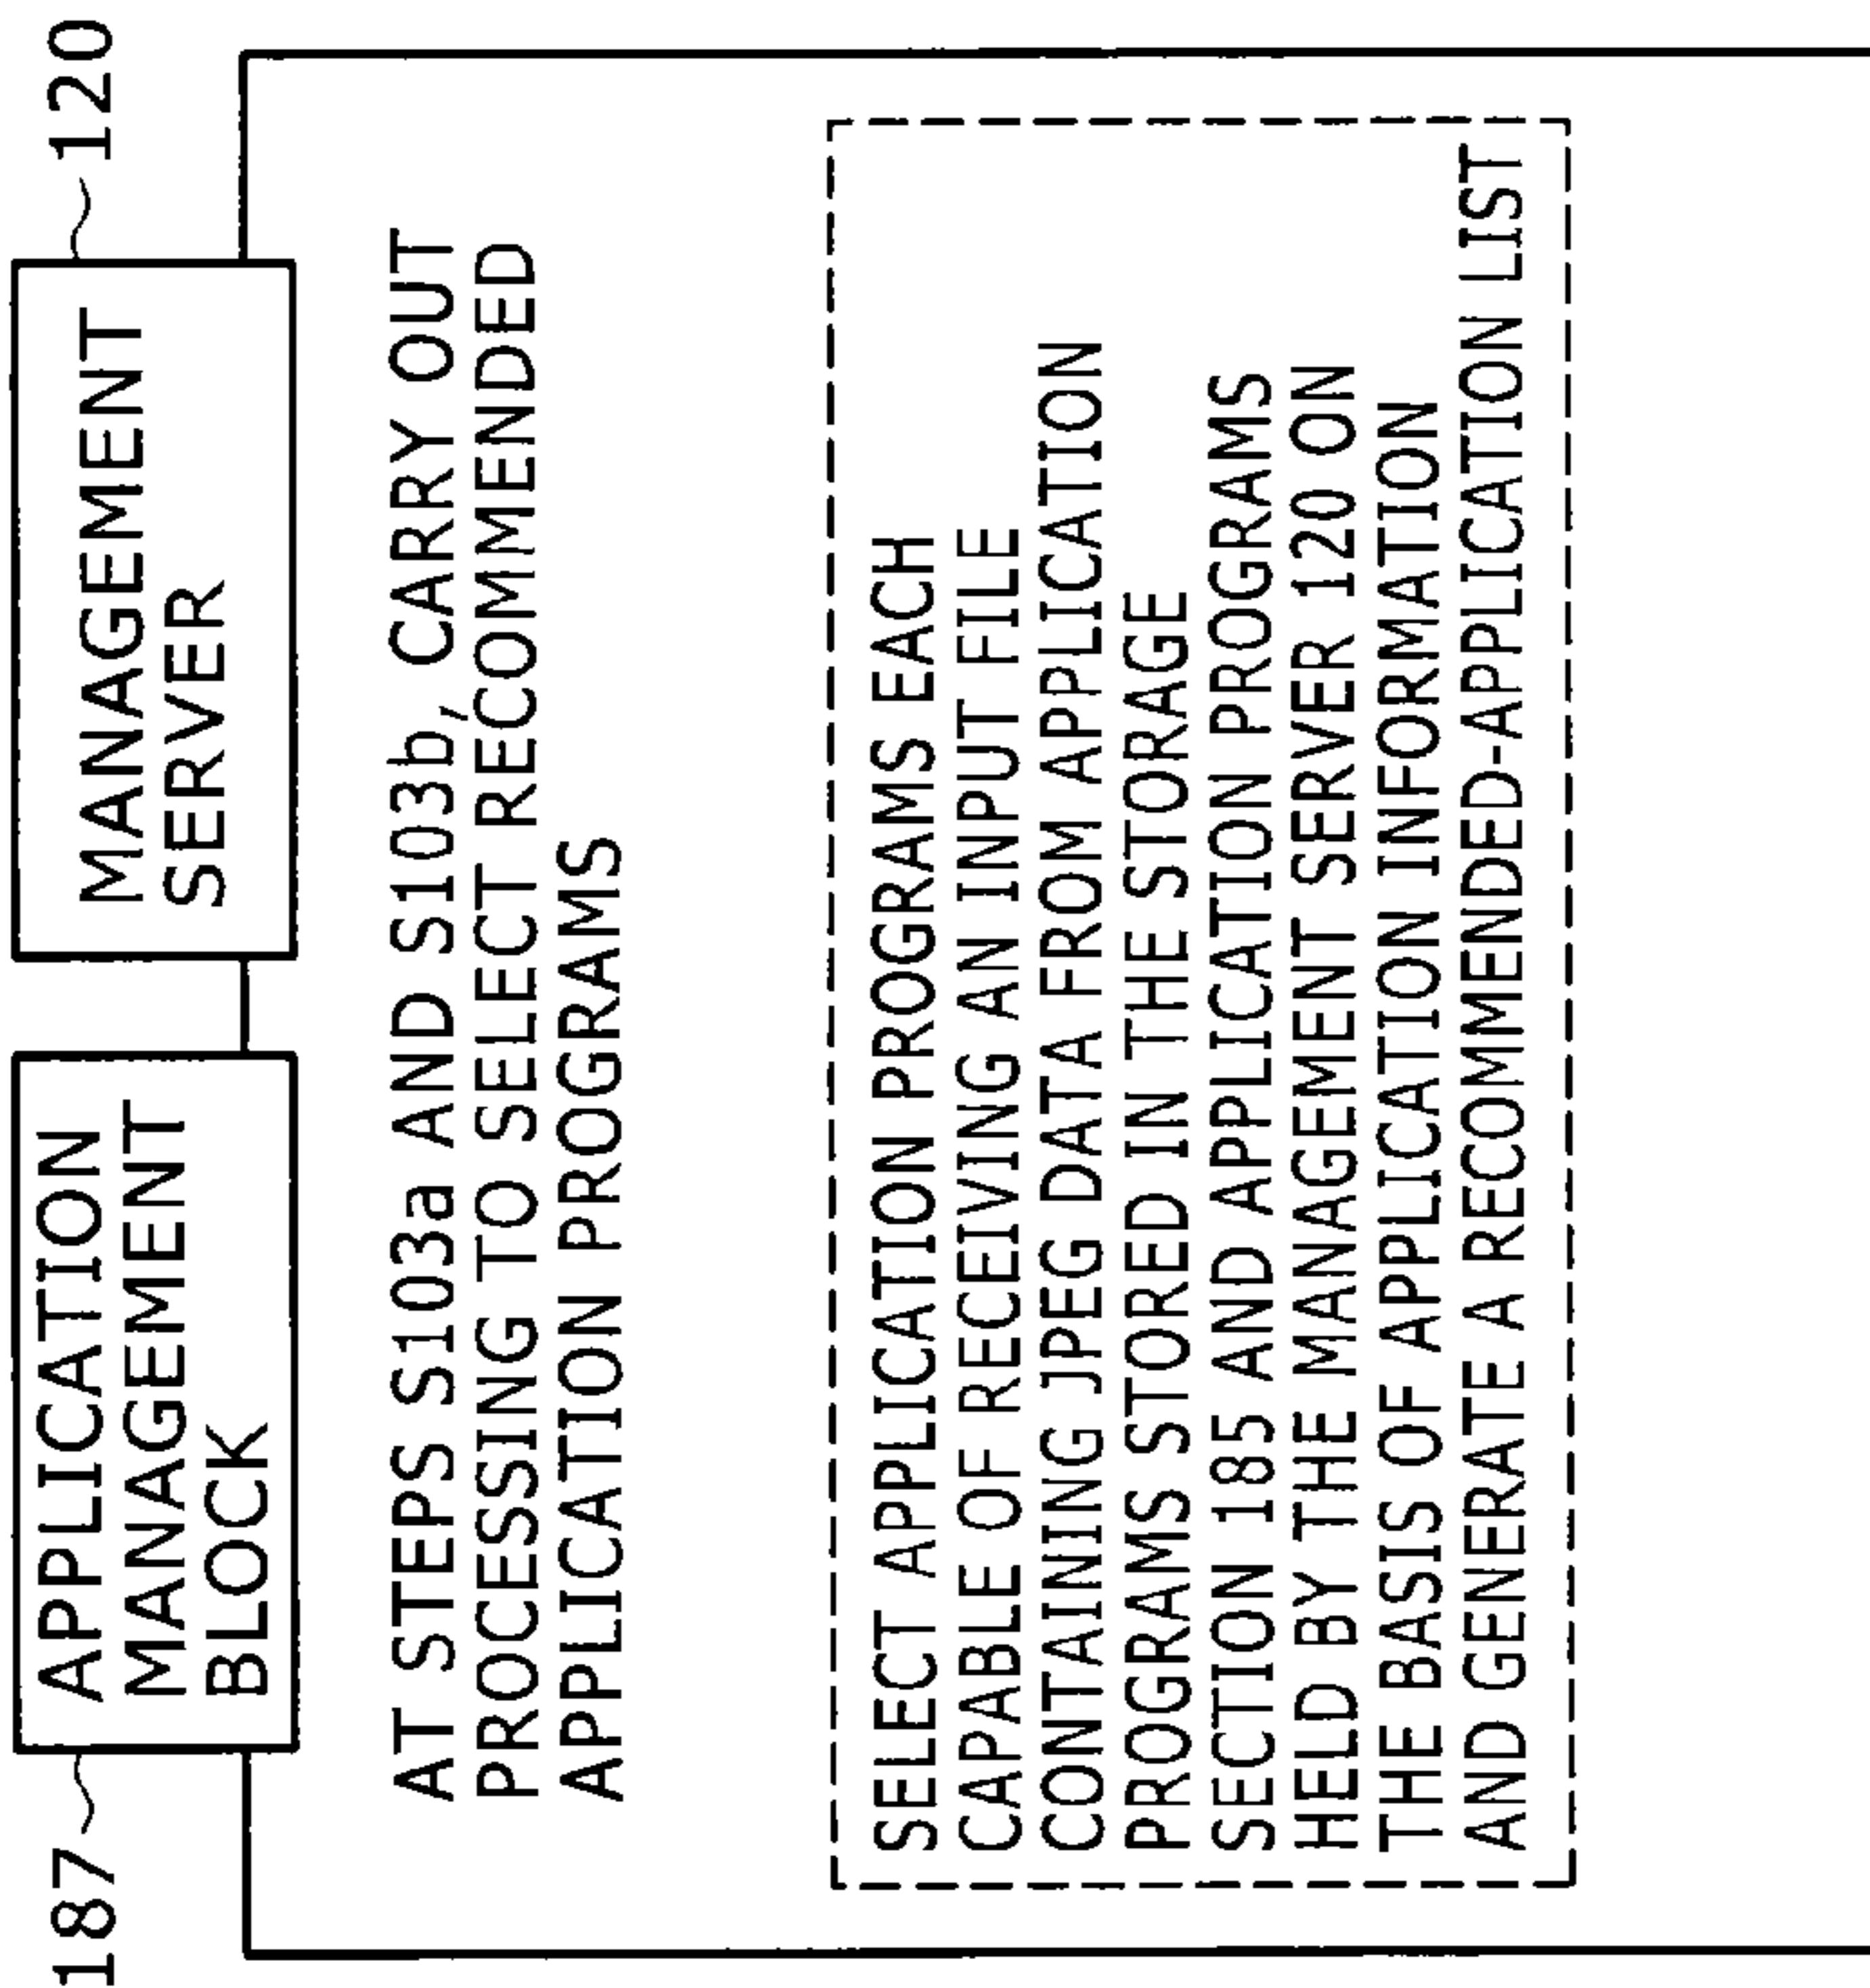 187
APPLICATION
MANAGEMENT
BLOCK
MANAGEMENT
SERVER
120
AT STEPS S103a AND S103b, CARRY OUT
PROCESSING TO SELECT RECOMMENDED
APPLICATION PROGRAMS
SELECT APPLICATION PROGRAMS EACH
CAPABLE OF RECEIVING AN INPUT FILE
CONTAINING JPEG DATA FROM APPLICATION
PROGRAMS STORED IN THE STORAGE
SECTION 185 AND APPLICATION PROGRAMS
HELD BY THE MANAGEMENT SERVER 120 ON
THE BASIS OF APPLICATION INFORMATION
AND GENERATE A RECOMMENDED-APPLICATION LIST